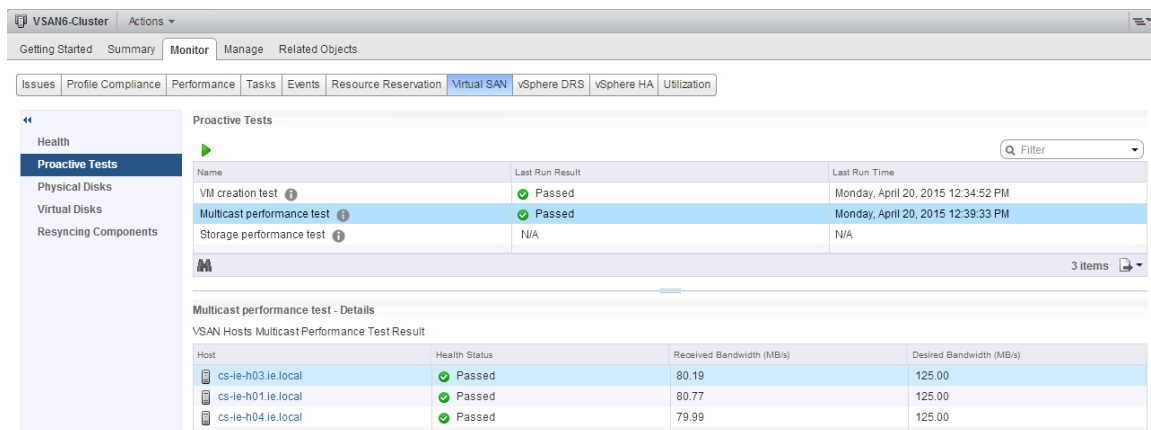 VSAN6-Cluster Actions
Getting Started Summary Monitor Manage Related Objects
Issues Profile Compliance Performance Tasks Events Resource Reservation Virtual SAN vSphere DRS vSphere HA Utilization
Health
Proactive Tests
Physical Disks
Virtual Disks
Resyncing Components
Proactive Tests
Filter
Name Last Run Result Last Run Time
VM creation test Passed Monday, April 20, 2015 12:34:52 PM
Multicast performance test Passed Monday, April 20, 2015 12:39:33 PM
Storage performance test N/A N/A
3 items
Multicast performance test - Details
VSAN Hosts Multicast Performance Test Result
Host Health Status Received Bandwidth (MB/s) Desired Bandwidth (MB/s)
cs-ie-h03.ie.local Passed 80.19 125.00
cs-ie-h01.ie.local Passed 80.77 125.00
cs-ie-h04.ie.local Passed 79.99 125.00